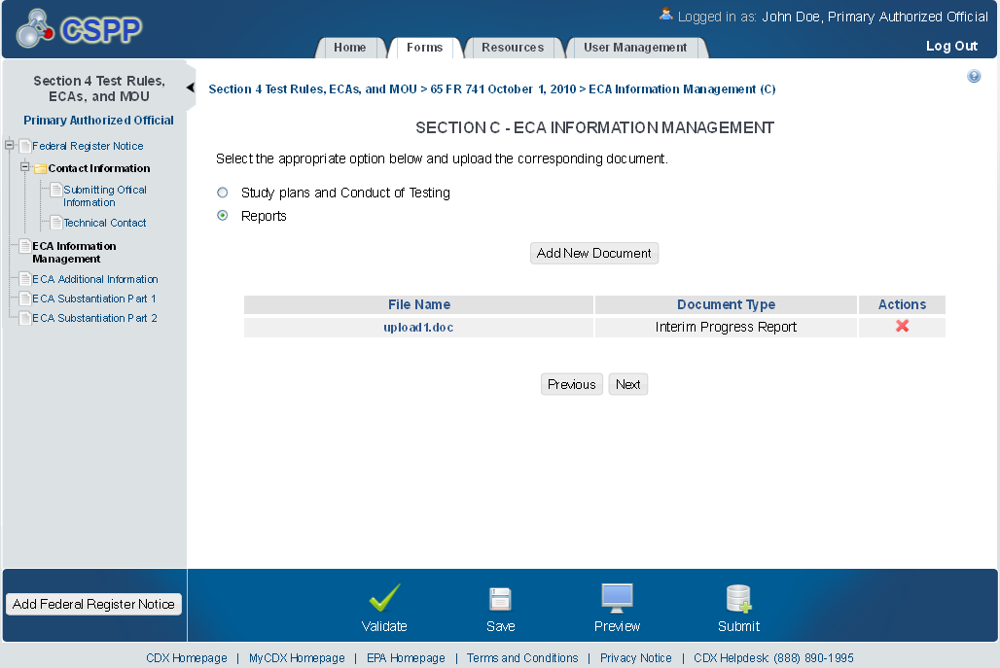 CSPP
Logged in as: John Doe, Primary Authorized Official
Home
Forms
Resources
User Management
Log Out
Section 4 Test Rules,
ECAs, and MOU
Primary Authorized Official
Federal Register Notice
Contact Information
Submitting Offical
Information
Technical Contact
ECA Information
Management
ECA Additional Information
ECA Substantiation Part 1
ECA Substantiation Part 2
Section 4 Test Rules, ECAs, and MOU > 65 FR 741 October 1, 2010 > ECA Information Management (C)
SECTION C - ECA INFORMATION MANAGEMENT
Select the appropriate option below and upload the corresponding document.
Study plans and Conduct of Testing
Reports
Add New Document
File Name Document Type Actions
upload1.doc Interim Progress Report
Previous Next
Add Federal Register Notice
Validate Save Preview Submit
CDX Homepage | MyCDX Homepage | EPA Homepage | Terms and Conditions | Privacy Notice | CDX Helpdesk: (888) 890-1995